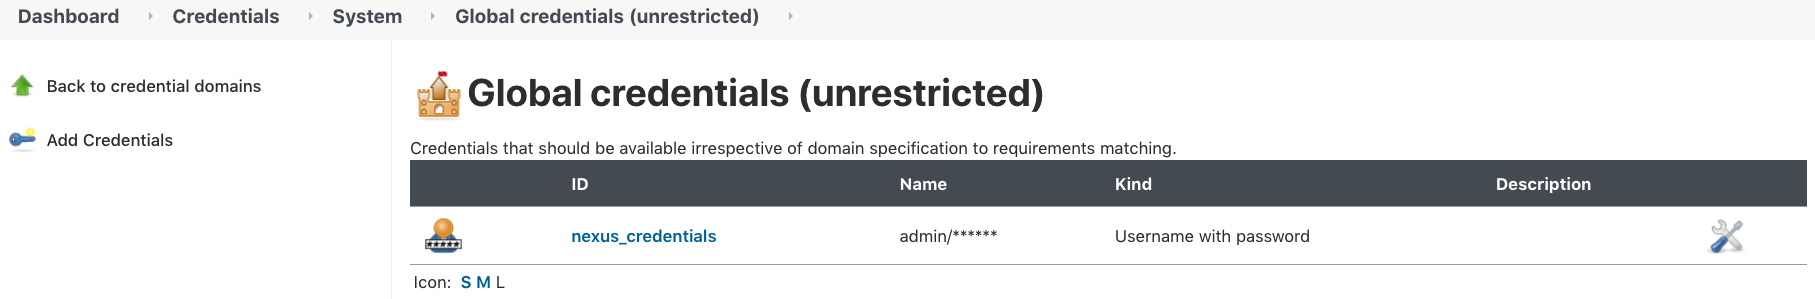 Dashboard Credentials System Global credentials (unrestricted)
Back to credential domains
Add Credentials
Global credentials (unrestricted)
Credentials that should be available irrespective of domain specification to requirements matching.
ID Name Kind Description
nexus_credentials admin/****** Username with password
Icon: S M L